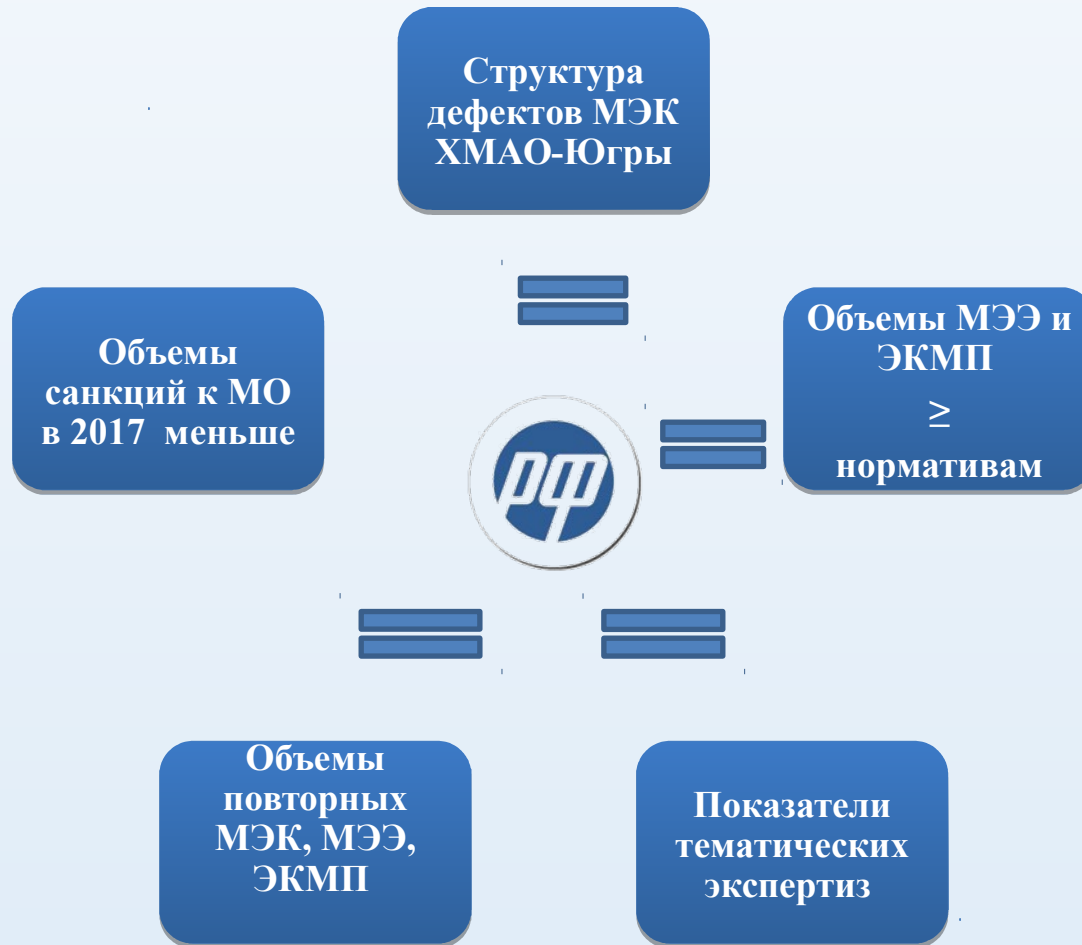 Структура
дефектов МЭК
ХМАО-Югры
Объемы
санкций к МО
в 2017 меньше
Объемы МЭЭ и
ЭКМП
≥
нормативам
рф
Объемы
повторных
МЭК, МЭЭ,
ЭКМП
Показатели
тематических
экспертиз